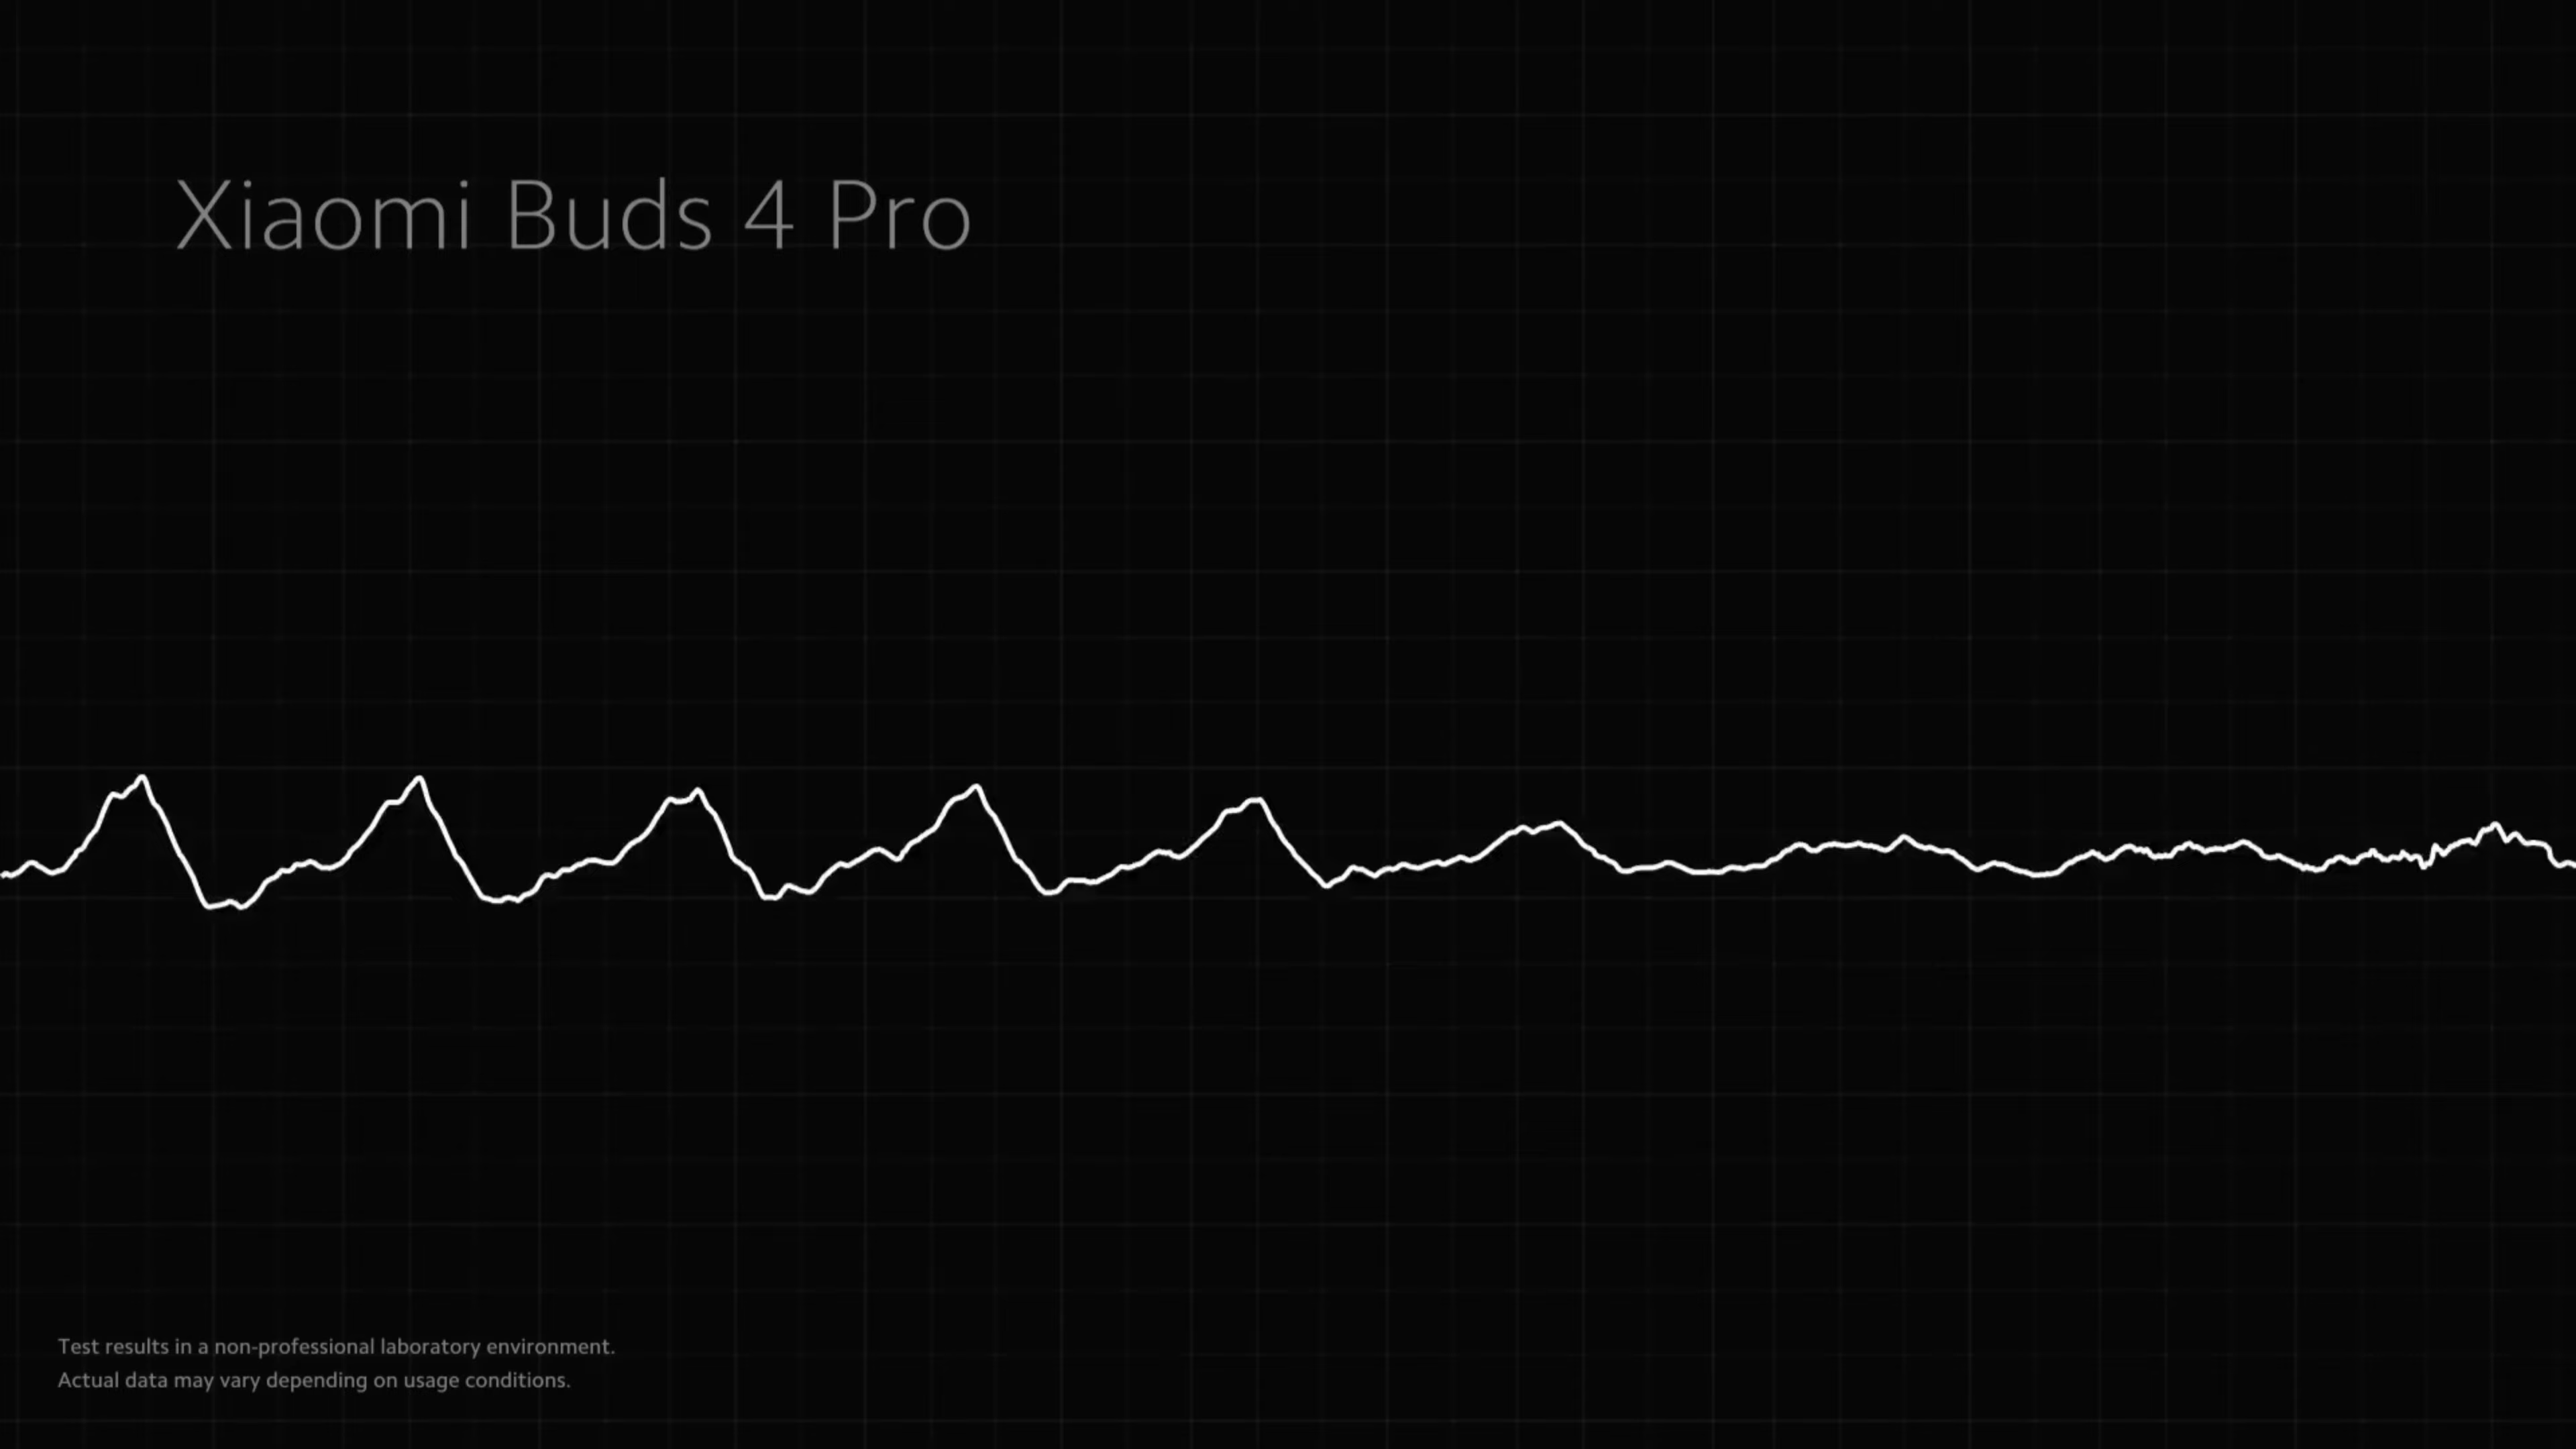 Xiaomi Buds 4 Pro
Test results in a non-professional laboratory environment.
Actual data may vary depending on usage conditions.